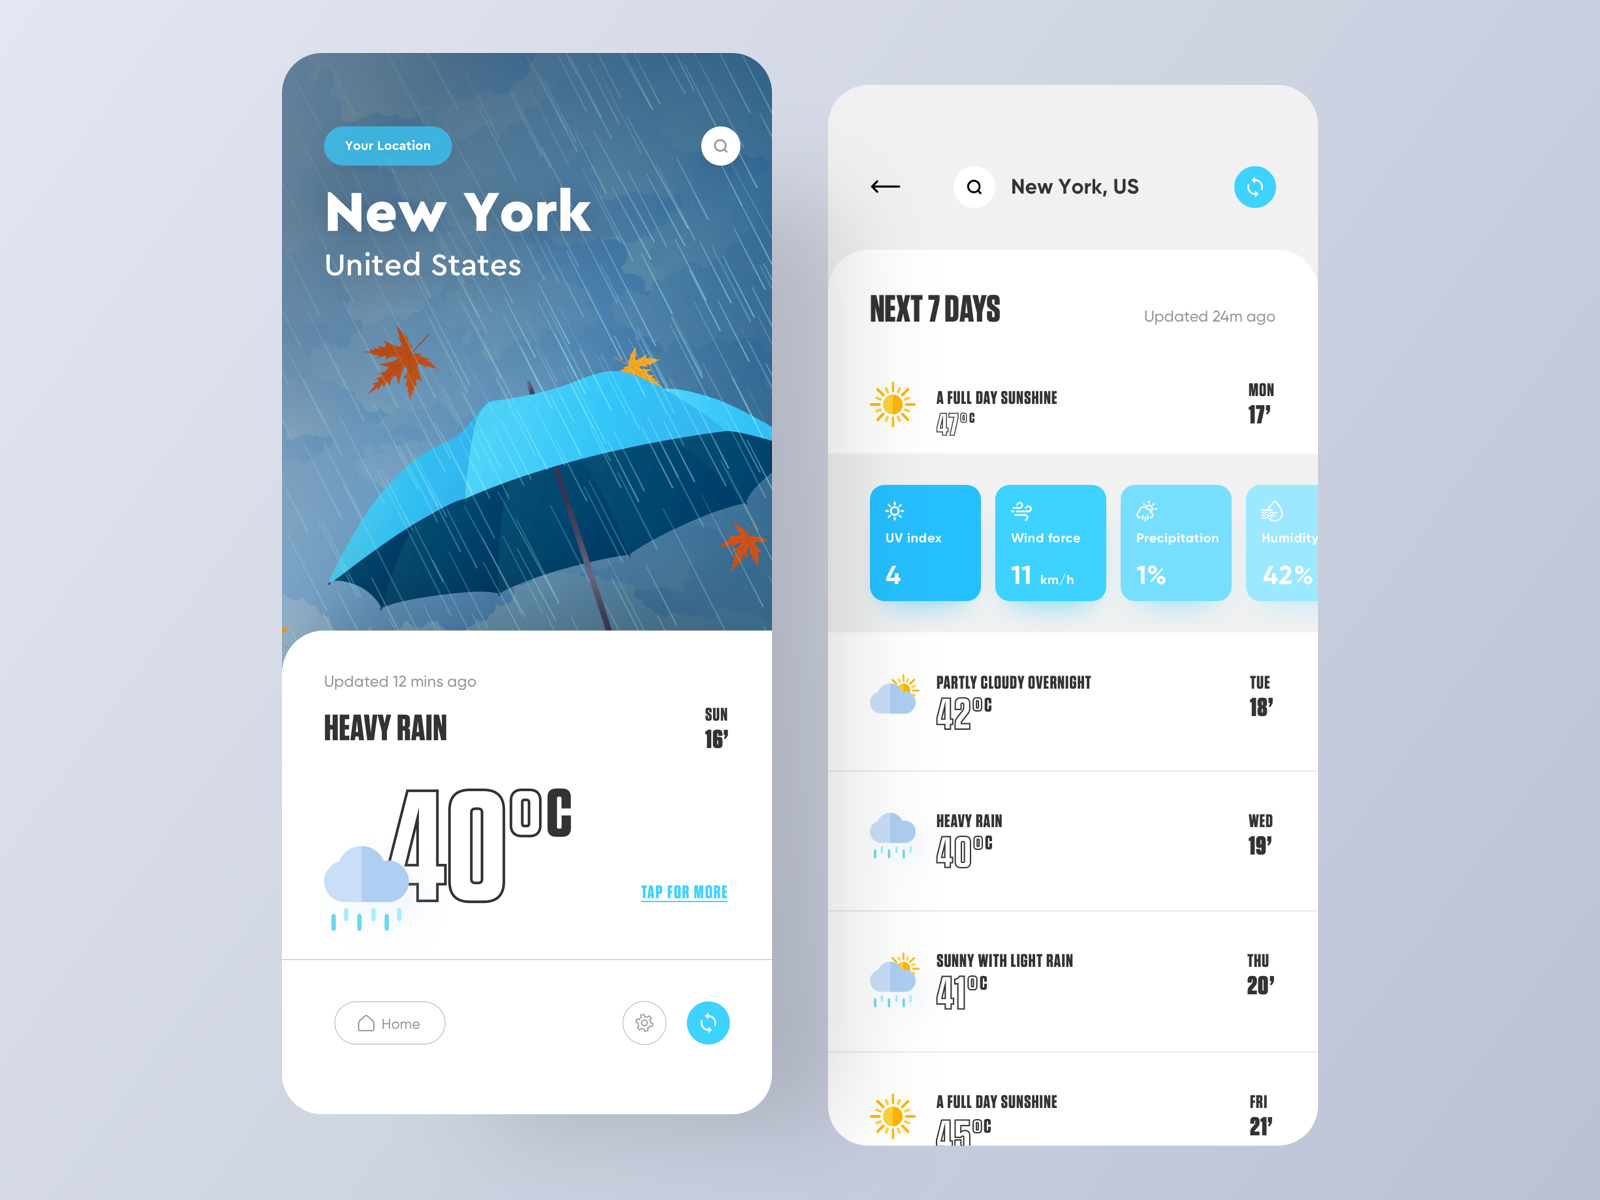 Your Location
New York
United States
Updated 12 mins ago
HEAVY RAIN
SUN
16’
40°C
TAP FOR MORE
Home
New York, US
NEXT 7 DAYS
Updated 24m ago
A FULL DAY SUNSHINE
47°C
MON
17’
UV index
4
Wind force
11 km/h
Precipitation
1%
Humidity
42%
PARTLY CLOUDY OVERNIGHT
42°C
TUE
18’
HEAVY RAIN
40°C
WED
19’
SUNNY WITH LIGHT RAIN
41°C
THU
20’
A FULL DAY SUNSHINE
45°C
FRI
21’